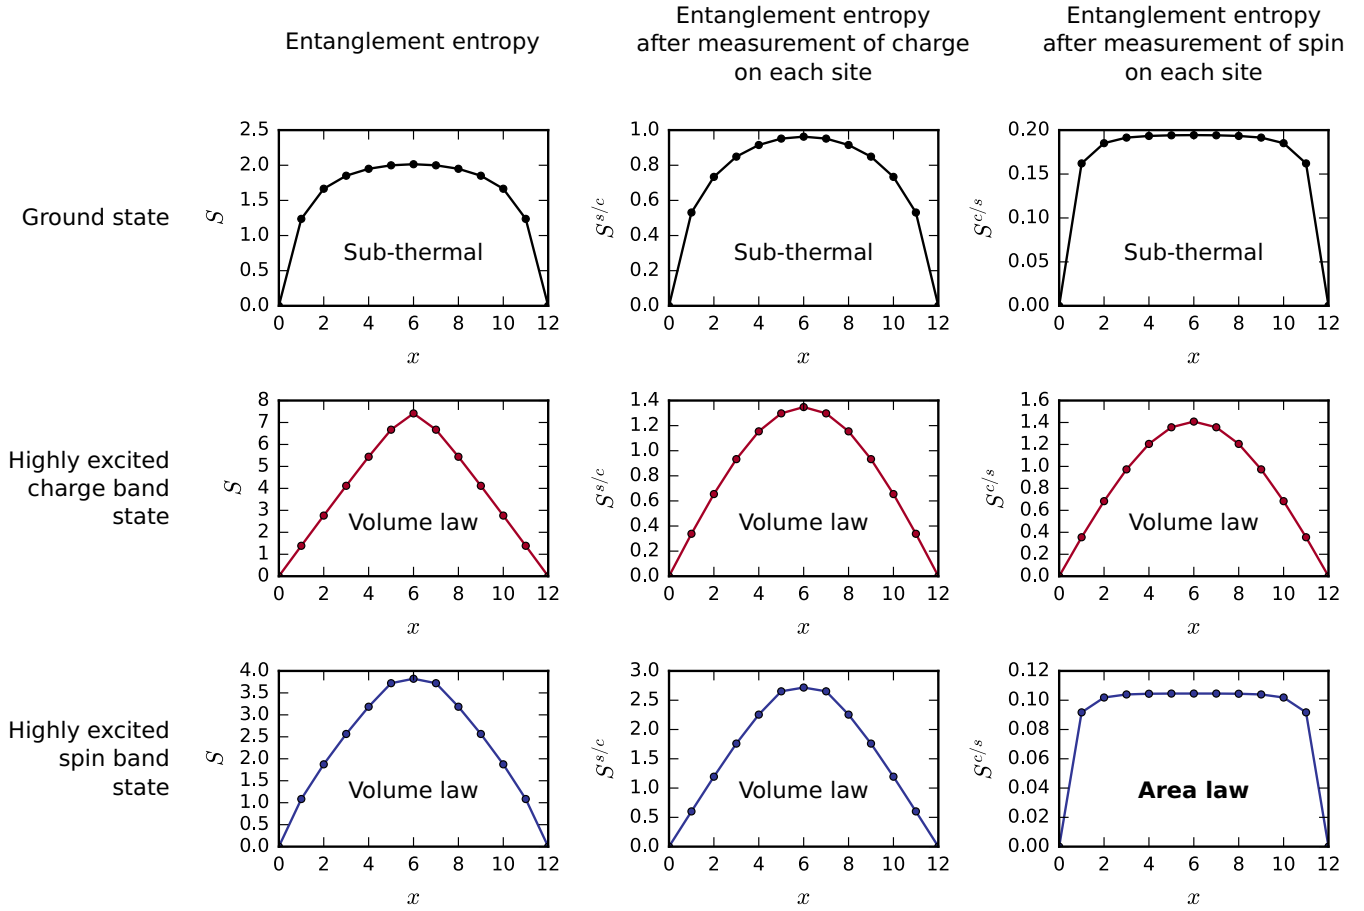 Entanglement entropy
Entanglement entropy
after measurement of charge
on each site
Entanglement entropy
after measurement of spin
on each site
Ground state
2.5
2.0
1.5
1.0
0.5
0.0
S
Sub-thermal
0 2 4 6 8 10 12
x
1.0
0.8
0.6
0.4
0.2
0.0
S^{s/c}
Sub-thermal
0 2 4 6 8 10 12
x
0.20
0.15
0.10
0.05
0.00
S^{c/s}
Sub-thermal
0 2 4 6 8 10 12
x
Highly excited
charge band
state
8
7
6
5
4
3
2
1
0
S
Volume law
0 2 4 6 8 10 12
x
1.4
1.2
1.0
0.8
0.6
0.4
0.2
0.0
S^{s/c}
Volume law
0 2 4 6 8 10 12
x
1.6
1.4
1.2
1.0
0.8
0.6
0.4
0.2
0.0
S^{c/s}
Volume law
0 2 4 6 8 10 12
x
Highly excited
spin band
state
4.0
3.5
3.0
2.5
2.0
1.5
1.0
0.5
0.0
S
Volume law
0 2 4 6 8 10 12
x
3.0
2.5
2.0
1.5
1.0
0.5
0.0
S^{s/c}
Volume law
0 2 4 6 8 10 12
x
0.12
0.10
0.08
0.06
0.04
0.02
0.00
S^{c/s}
Area law
0 2 4 6 8 10 12
x